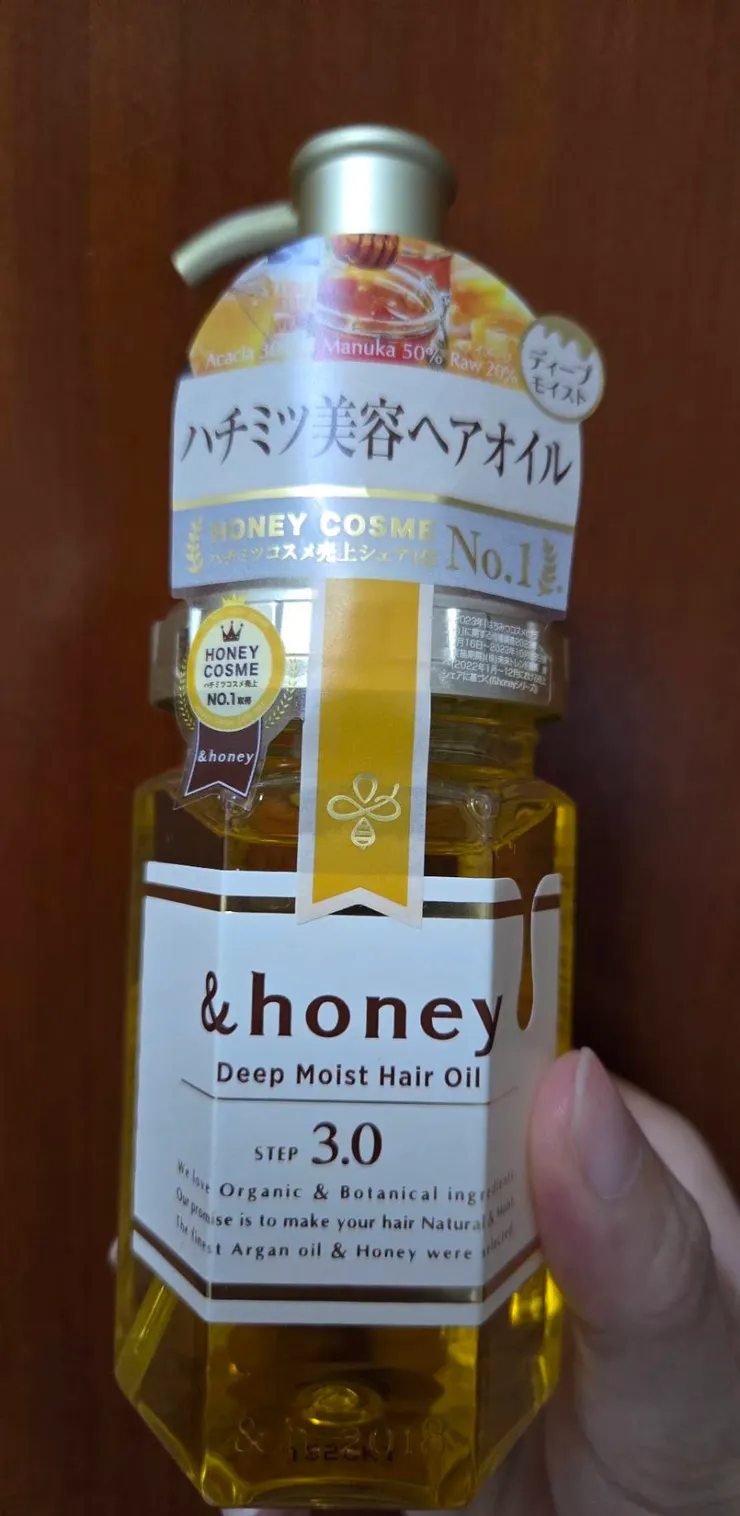 Acacia 30% Manuka 50% Raw 20%
ディープ
モイスト
ハチミツ美容ヘアオイル
HONEY COSME
ハチミツコスメ売上シェア
No.1
HONEY
COSME
ハチミツコスメ売上
NO.1取得
&honey
&honey
Deep Moist Hair Oil
STEP 3.0
We love Organic & Botanical ingredients.
Our promise is to make your hair Natural & Moist.
The finest Argan oil & Honey were selected.
& h 2018